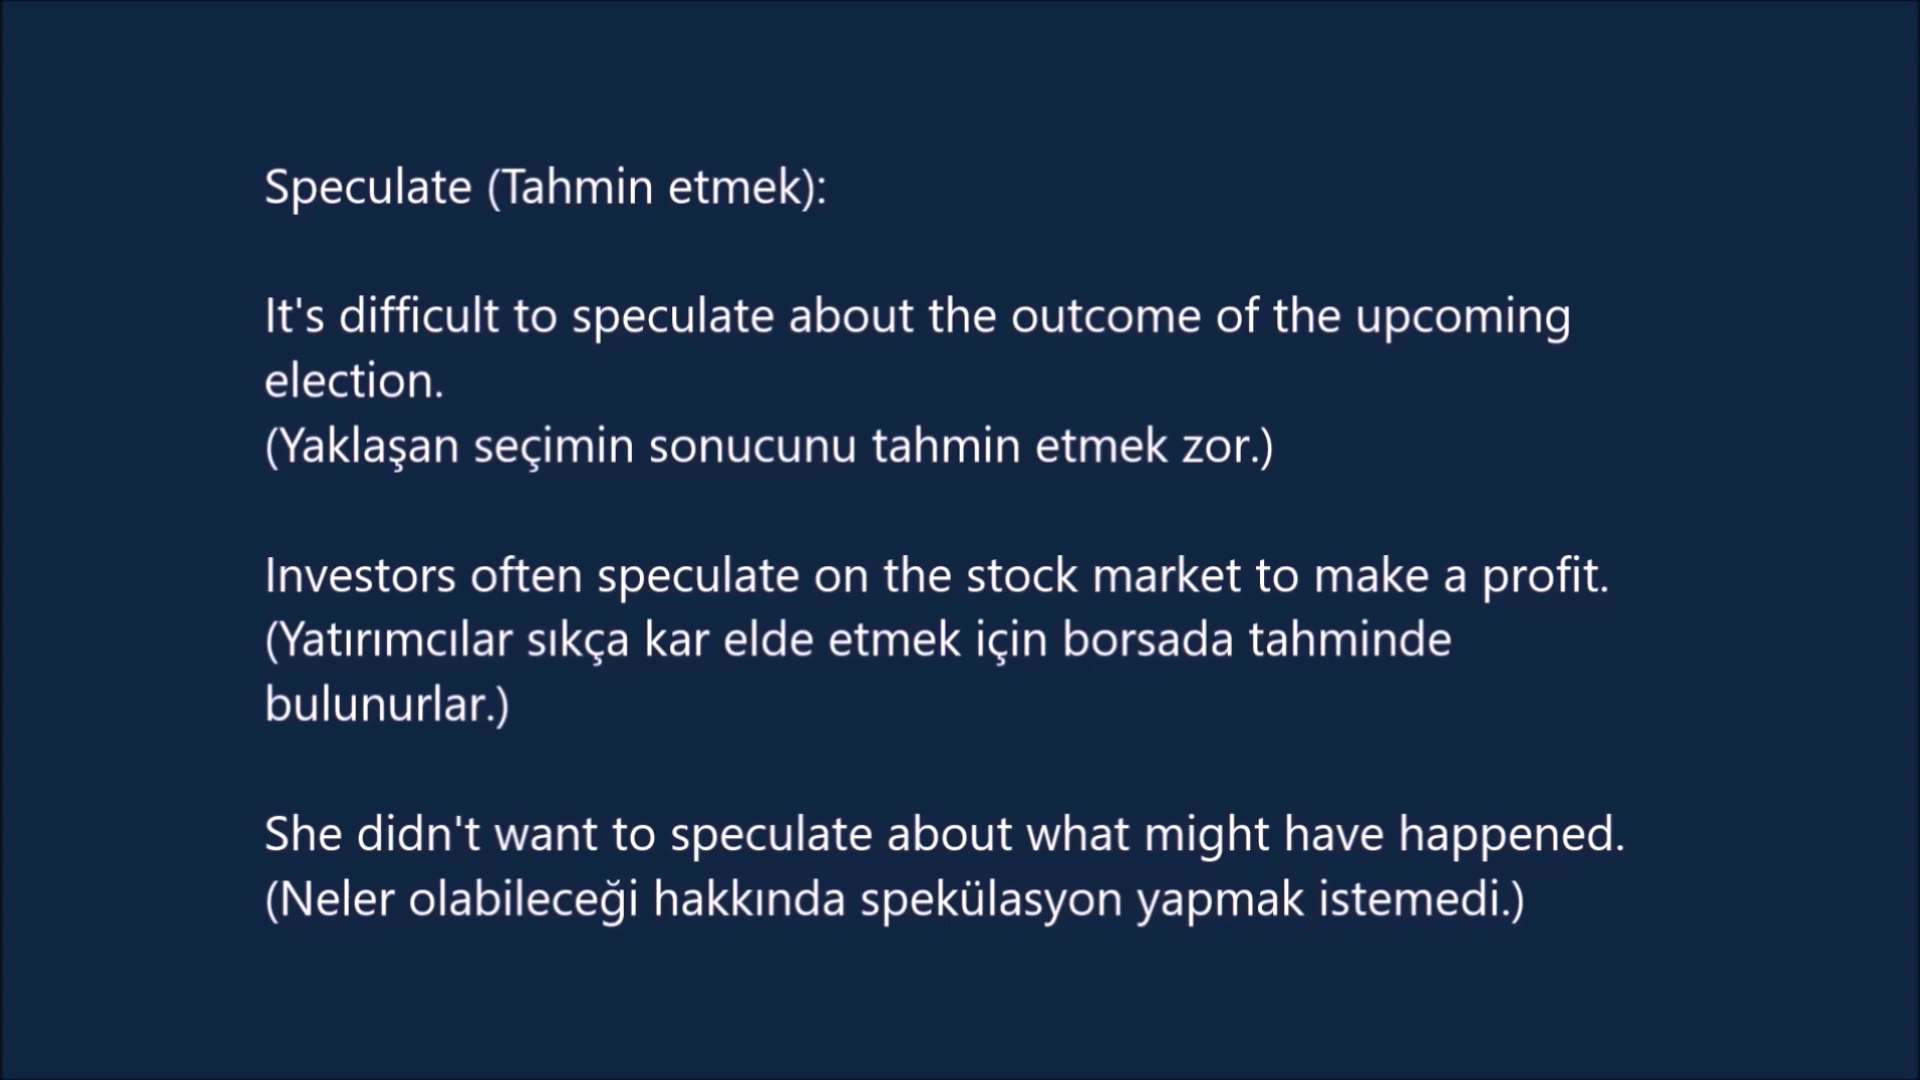 Speculate (Tahmin etmek):
It's difficult to speculate about the outcome of the upcoming
election.
(Yaklaşan seçimin sonucunu tahmin etmek zor.)
Investors often speculate on the stock market to make a profit.
(Yatırımcılar sıkça kar elde etmek için borsada tahminde
bulunurlar.)
She didn't want to speculate about what might have happened.
(Neler olabileceği hakkında spekülasyon yapmak istemedi.)